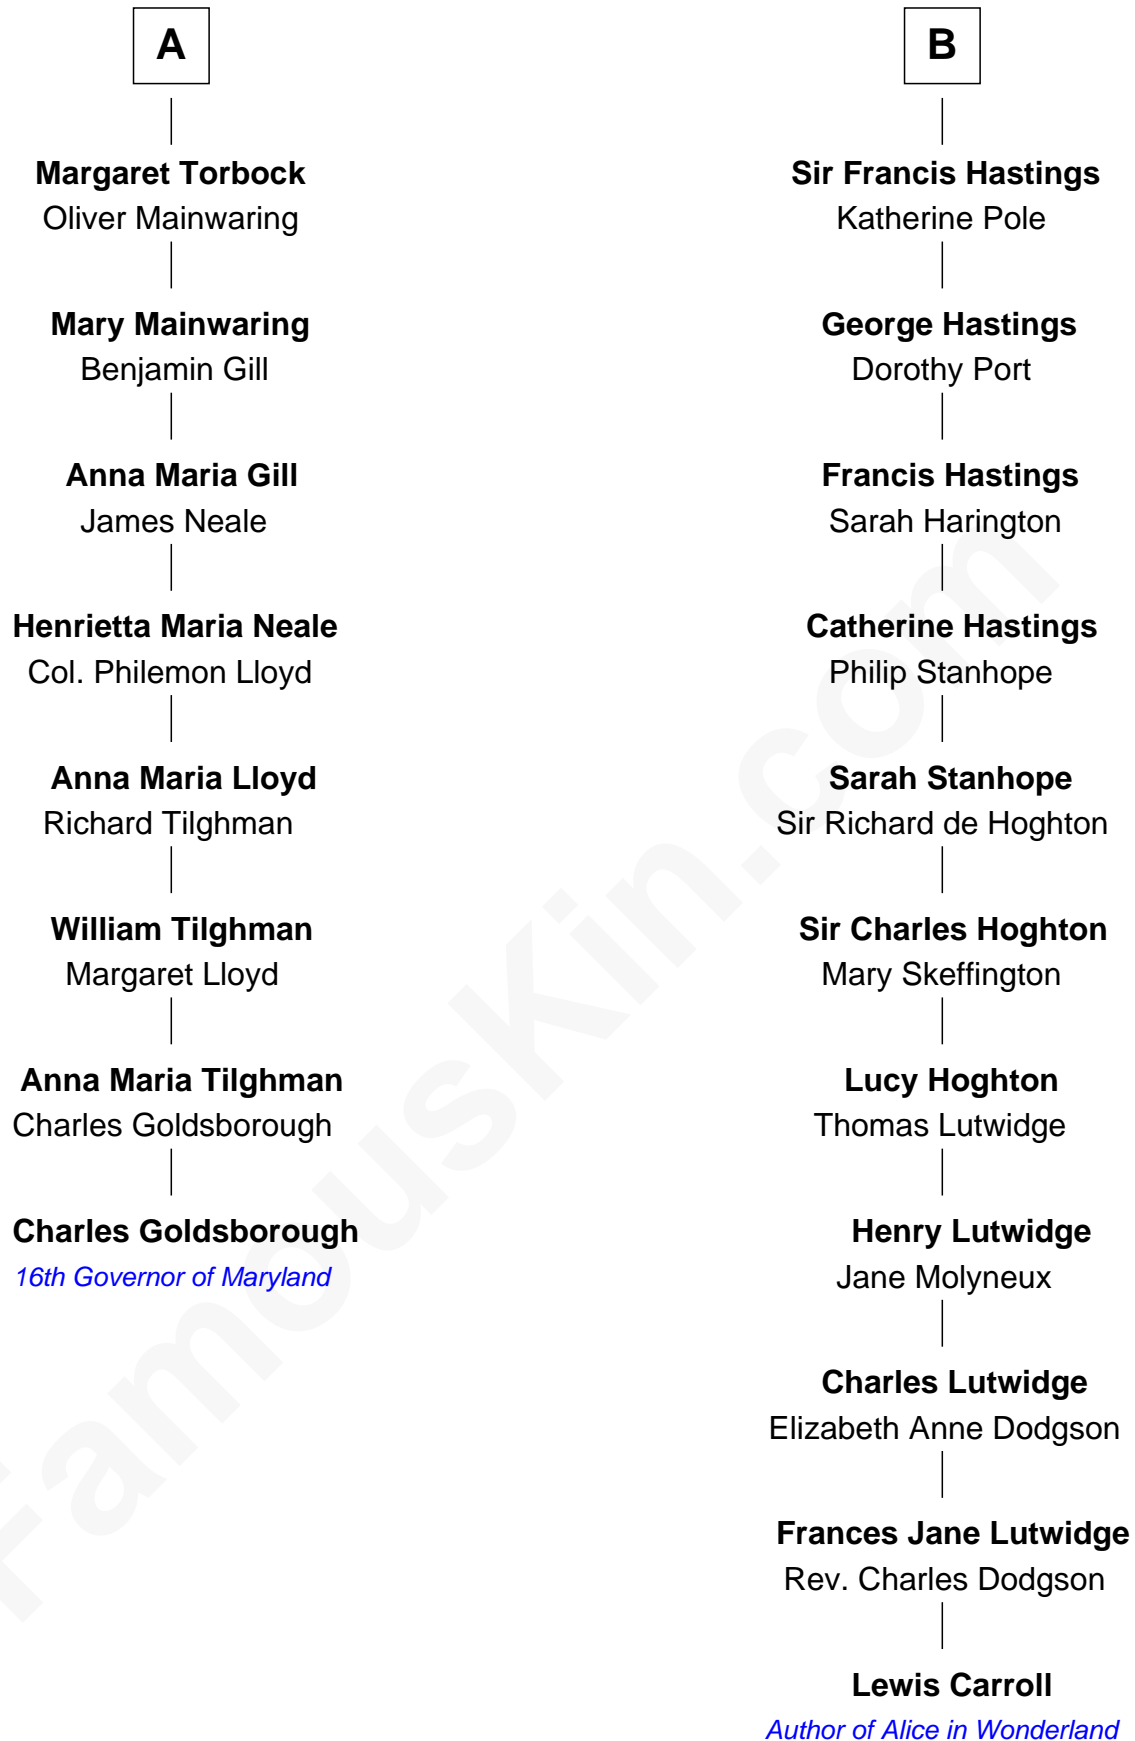 A
Margaret Torbock
Oliver Mainwaring
Mary Mainwaring
Benjamin Gill
Anna Maria Gill
James Neale
Henrietta Maria Neale
Col. Philemon Lloyd
Anna Maria Lloyd
Richard Tilghman
William Tilghman
Margaret Lloyd
Anna Maria Tilghman
Charles Goldsborough
Charles Goldsborough
16th Governor of Maryland
B
Sir Francis Hastings
Katherine Pole
George Hastings
Dorothy Port
Francis Hastings
Sarah Harington
Catherine Hastings
Philip Stanhope
Sarah Stanhope
Sir Richard de Hoghton
Sir Charles Hoghton
Mary Skeffington
Lucy Hoghton
Thomas Lutwidge
Henry Lutwidge
Jane Molyneux
Charles Lutwidge
Elizabeth Anne Dodgson
Frances Jane Lutwidge
Rev. Charles Dodgson
Lewis Carroll
Author of Alice in Wonderland
FamousKin.com